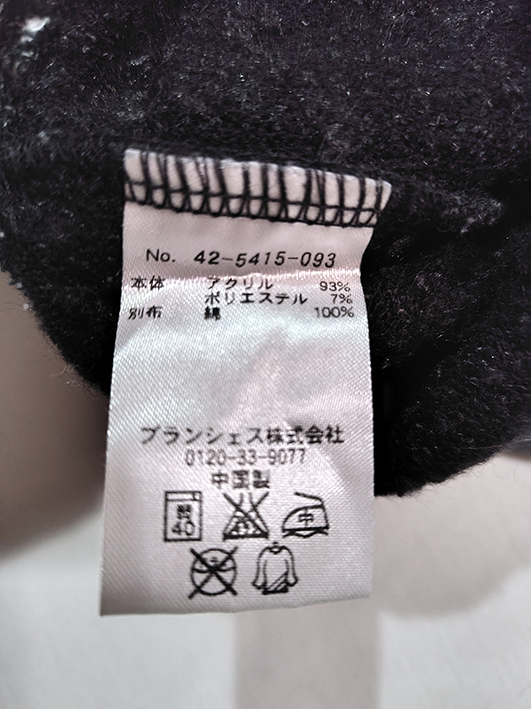 No. 42-5415-093
本体 アクリル 93%
ポリエステル 7%
別布 綿 100%
ブランシェス株式会社
0120-33-9077
中国製
40 中